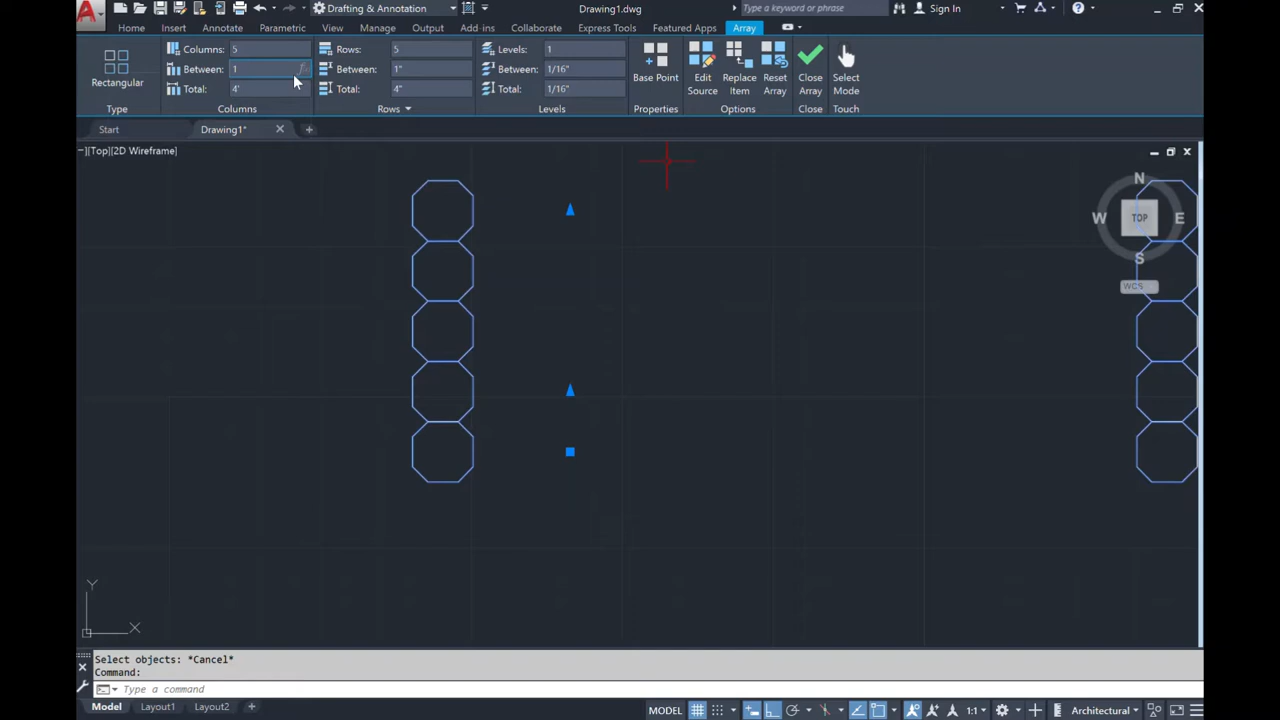 Drafting & Annotation
Drawing1.dwg
Type a keyword or phrase
Sign In
Home Insert Annotate Parametric View Manage Output Add-ins Collaborate Express Tools Featured Apps Array
Rectangular
Type
Columns: 5
Between: 1
Total: 4'
Columns
Rows: 5
Between: 1"
Total: 4"
Rows
Levels: 1
Between: 1/16"
Total: 1/16"
Levels
Base Point
Properties
Edit Source
Replace Item
Reset Array
Options
Close Array
Close
Select Mode
Touch
Start
Drawing1*
−][Top][2D Wireframe]
N
W TOP E
S
WCS
Y
X
Select objects: *Cancel*
Command:
Type a command
Model Layout1 Layout2
MODEL 1:1 Architectural